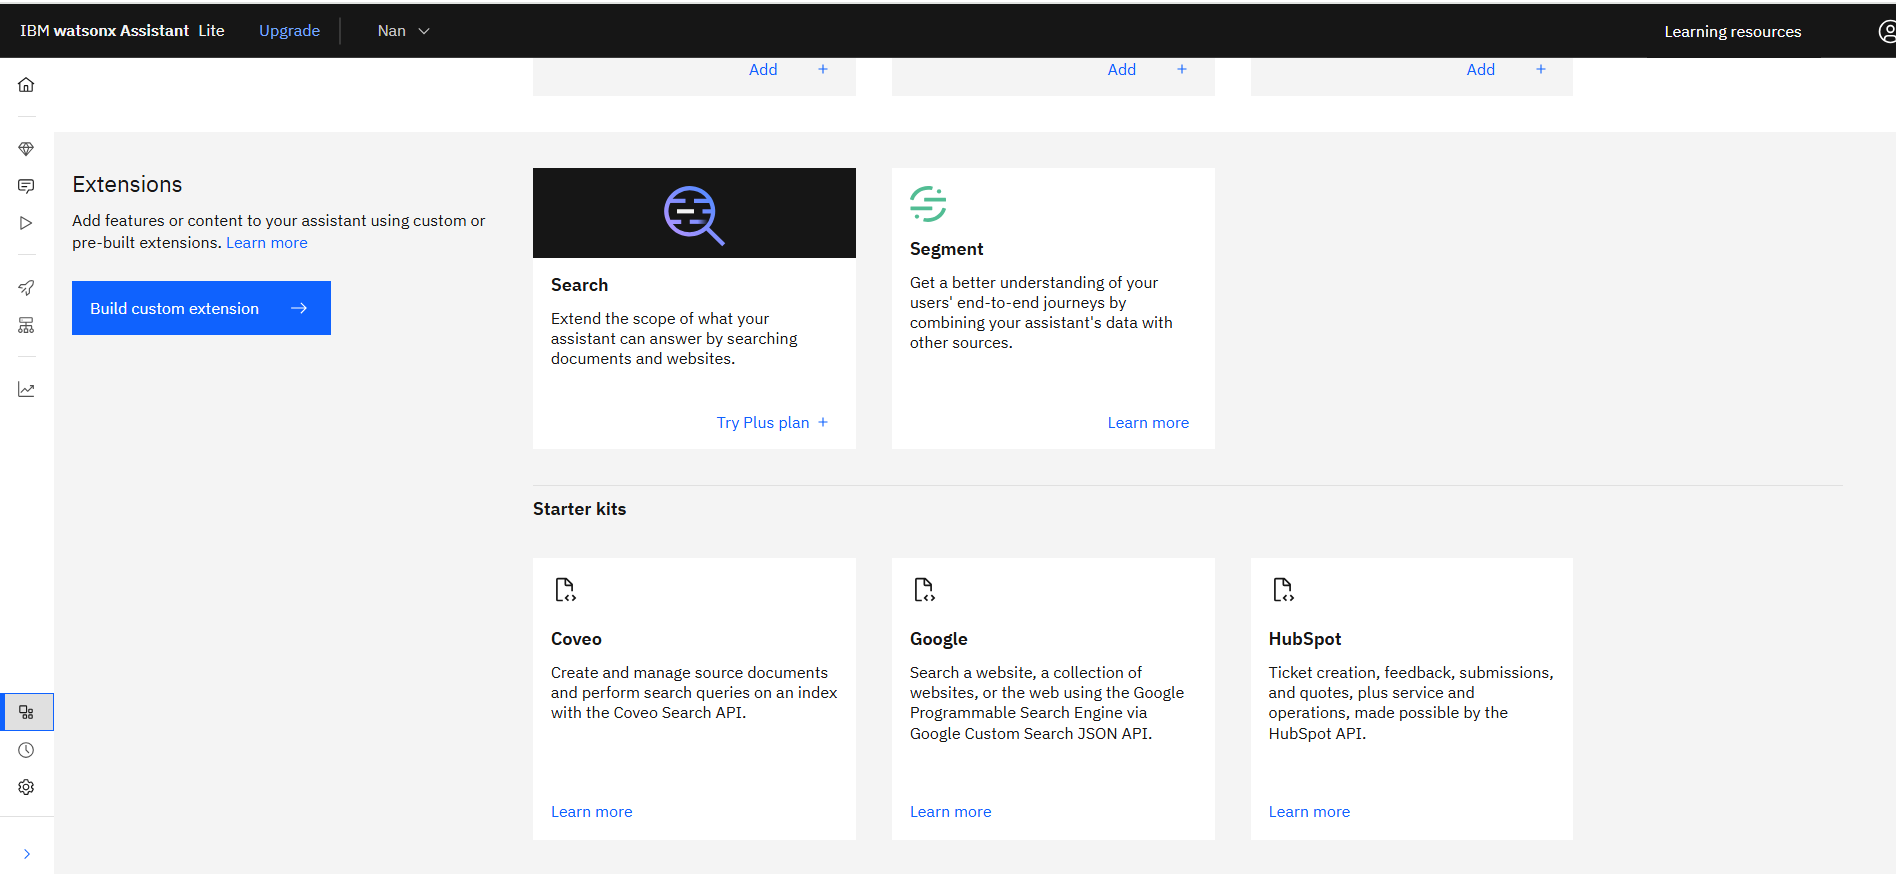 IBM watsonx Assistant Lite Upgrade Nan Learning resources
Add Add Add
Extensions
Add features or content to your assistant using custom or
pre-built extensions. Learn more
Build custom extension
Search
Extend the scope of what your
assistant can answer by searching
documents and websites.
Try Plus plan +
Segment
Get a better understanding of your
users' end-to-end journeys by
combining your assistant's data with
other sources.
Learn more
Starter kits
Coveo
Create and manage source documents
and perform search queries on an index
with the Coveo Search API.
Learn more
Google
Search a website, a collection of
websites, or the web using the Google
Programmable Search Engine via
Google Custom Search JSON API.
Learn more
HubSpot
Ticket creation, feedback, submissions,
and quotes, plus service and
operations, made possible by the
HubSpot API.
Learn more